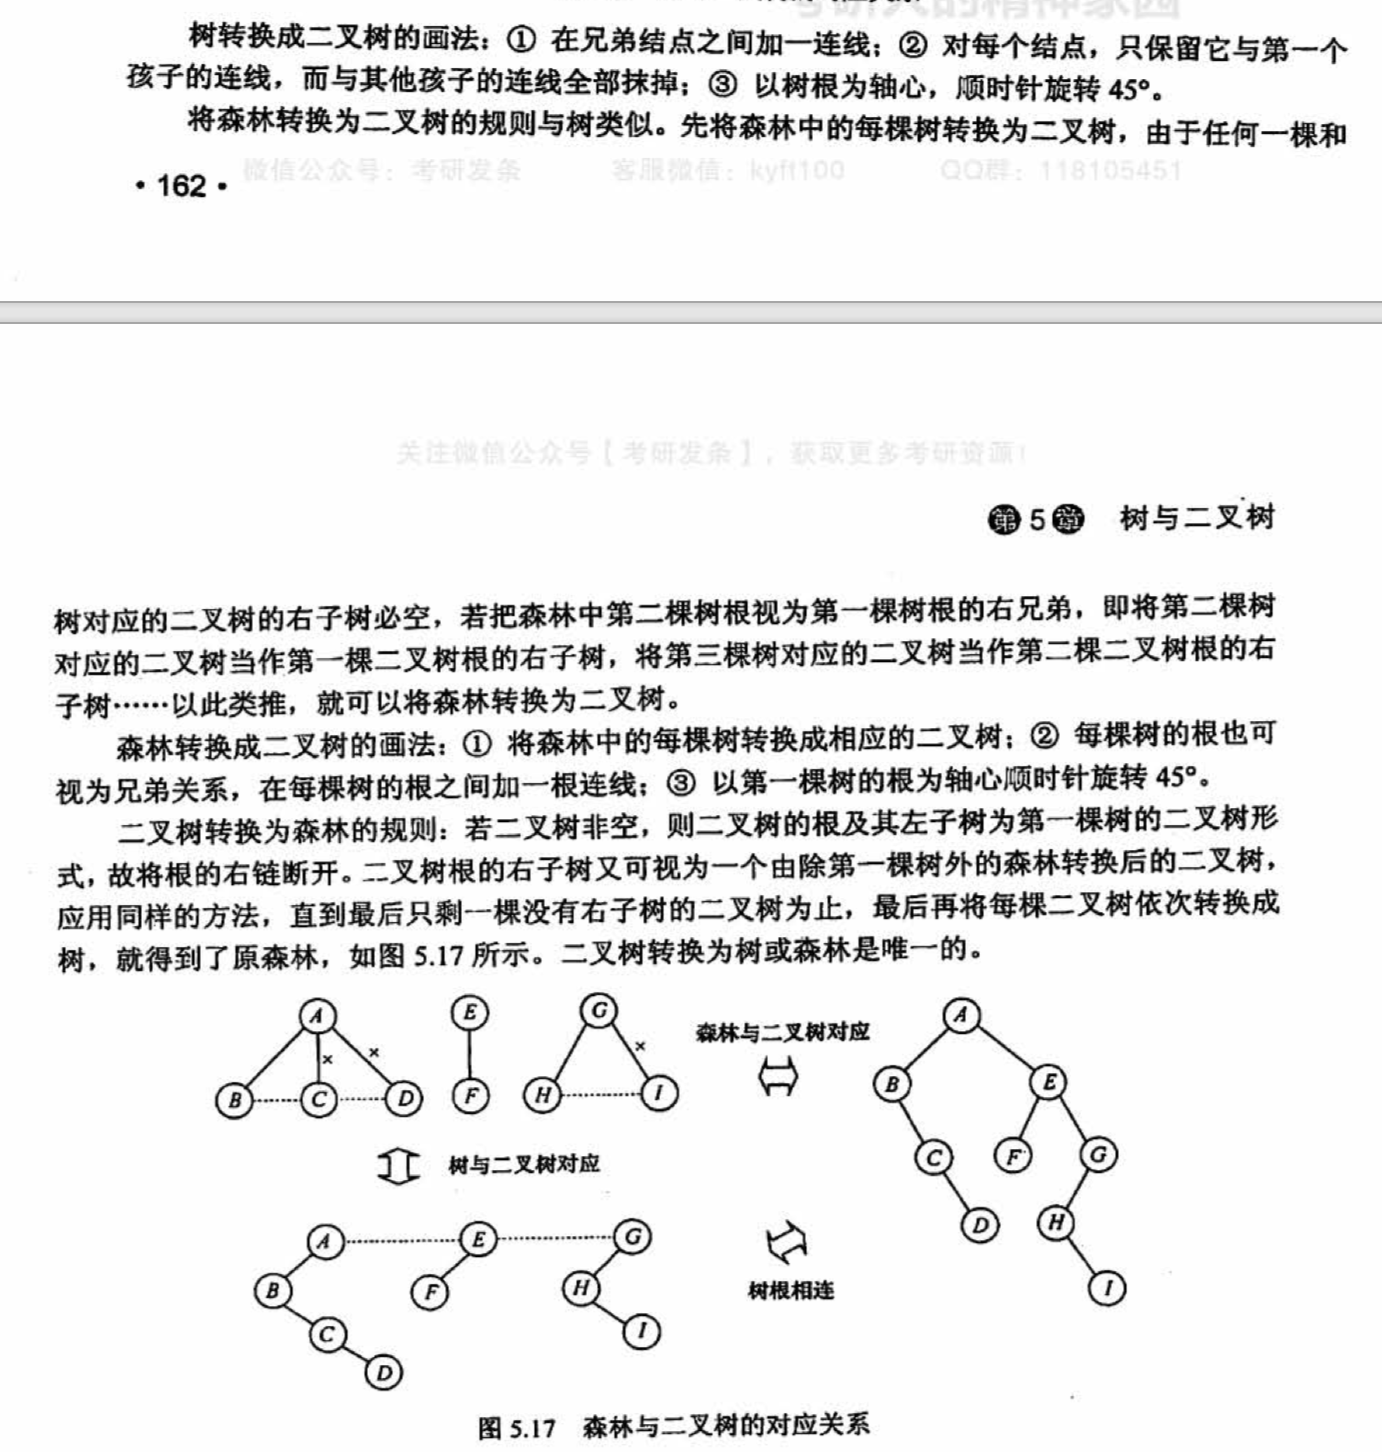 树转换成二叉树的画法：① 在兄弟结点之间加一连线；② 对每个结点，只保留它与第一个
孩子的连线，而与其他孩子的连线全部抹掉；③ 以树根为轴心，顺时针旋转 45°。
将森林转换为二叉树的规则与树类似。先将森林中的每棵树转换为二叉树，由于任何一棵和
微信公众号：考研发条 客服微信：kyft100 QQ群：118105451
·162·
关注微信公众号【考研发条】，获取更多考研资源！
第5章 树与二叉树
树对应的二叉树的右子树必空，若把森林中第二棵树根视为第一棵树根的右兄弟，即将第二棵树
对应的二叉树当作第一棵二叉树根的右子树，将第三棵树对应的二叉树当作第二棵二叉树根的右
子树……以此类推，就可以将森林转换为二叉树。
森林转换成二叉树的画法：① 将森林中的每棵树转换成相应的二叉树；② 每棵树的根也可
视为兄弟关系，在每棵树的根之间加一根连线；③ 以第一棵树的根为轴心顺时针旋转 45°。
二叉树转换为森林的规则：若二叉树非空，则二叉树的根及其左子树为第一棵树的二叉树形
式，故将根的右链断开。二叉树根的右子树又可视为一个由除第一棵树外的森林转换后的二叉树，
应用同样的方法，直到最后只剩一棵没有右子树的二叉树为止，最后再将每棵二叉树依次转换成
树，就得到了原森林，如图 5.17 所示。二叉树转换为树或森林是唯一的。
A E G
× × ×
B C D F H I
森林与二叉树对应
A
B E
C F G
D H
I
树与二叉树对应
A E G
B F H
C I
D
树根相连
图 5.17 森林与二叉树的对应关系